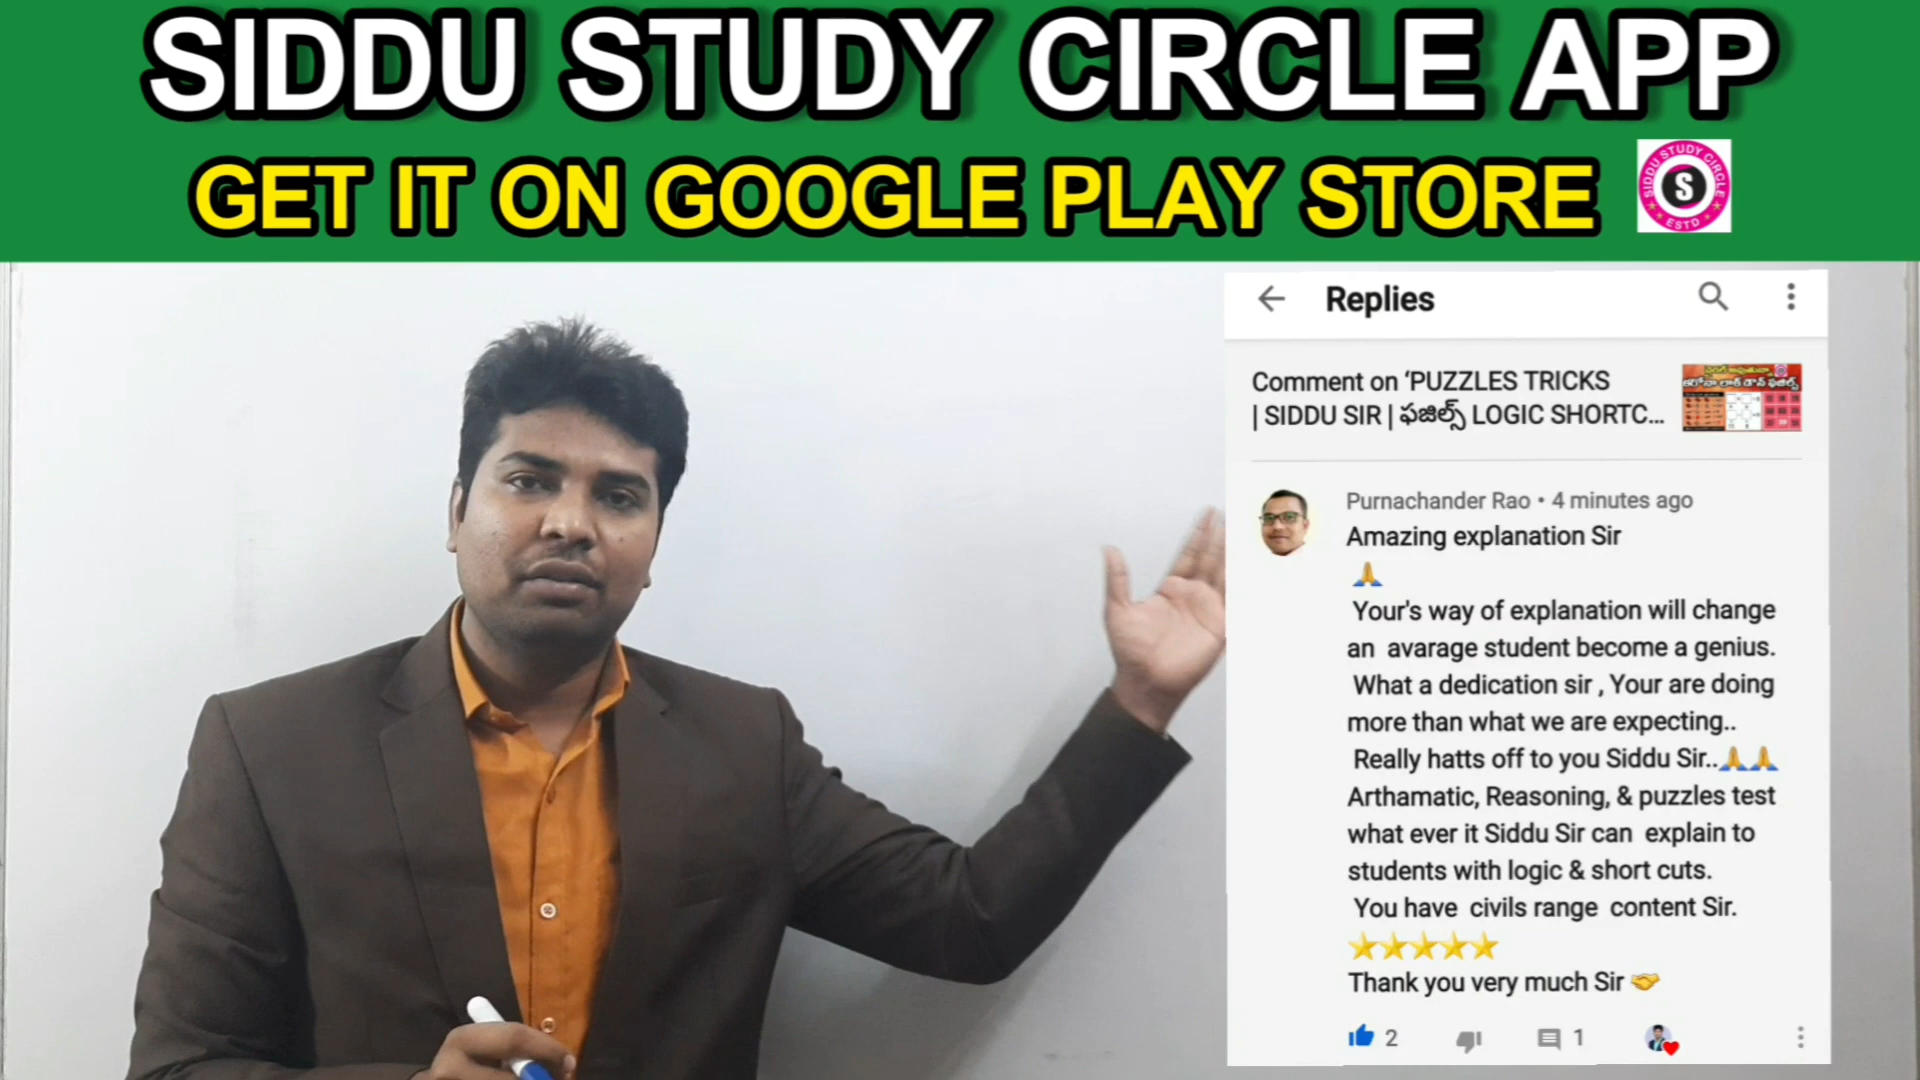 SIDDU STUDY CIRCLE APP
GET IT ON GOOGLE PLAY STORE
SIDDU STUDY CIRCLE
S
ESTD
Replies
Comment on ‘PUZZLES TRICKS
| SIDDU SIR | ఫజిల్స్ LOGIC SHORTC...
Purnachander Rao • 4 minutes ago
Amazing explanation Sir
🙏
Your's way of explanation will change
an avarage student become a genius.
What a dedication sir , Your are doing
more than what we are expecting..
Really hatts off to you Siddu Sir..🙏🙏
Arthamatic, Reasoning, & puzzles test
what ever it Siddu Sir can explain to
students with logic & short cuts.
You have civils range content Sir.
⭐⭐⭐⭐⭐
Thank you very much Sir 🤝
2
1